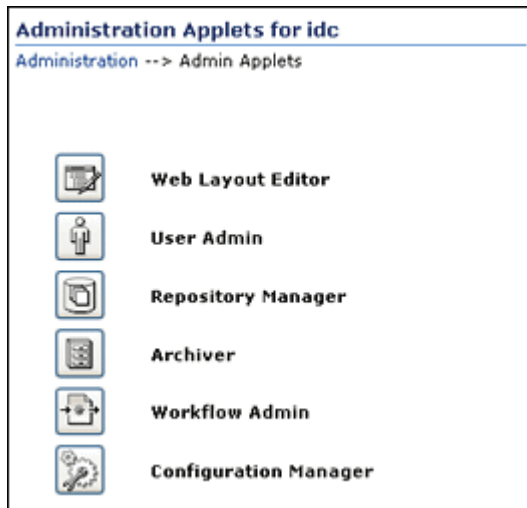 Administration Applets for idc
Administration --> Admin Applets
Web Layout Editor
User Admin
Repository Manager
Archiver
Workflow Admin
Configuration Manager